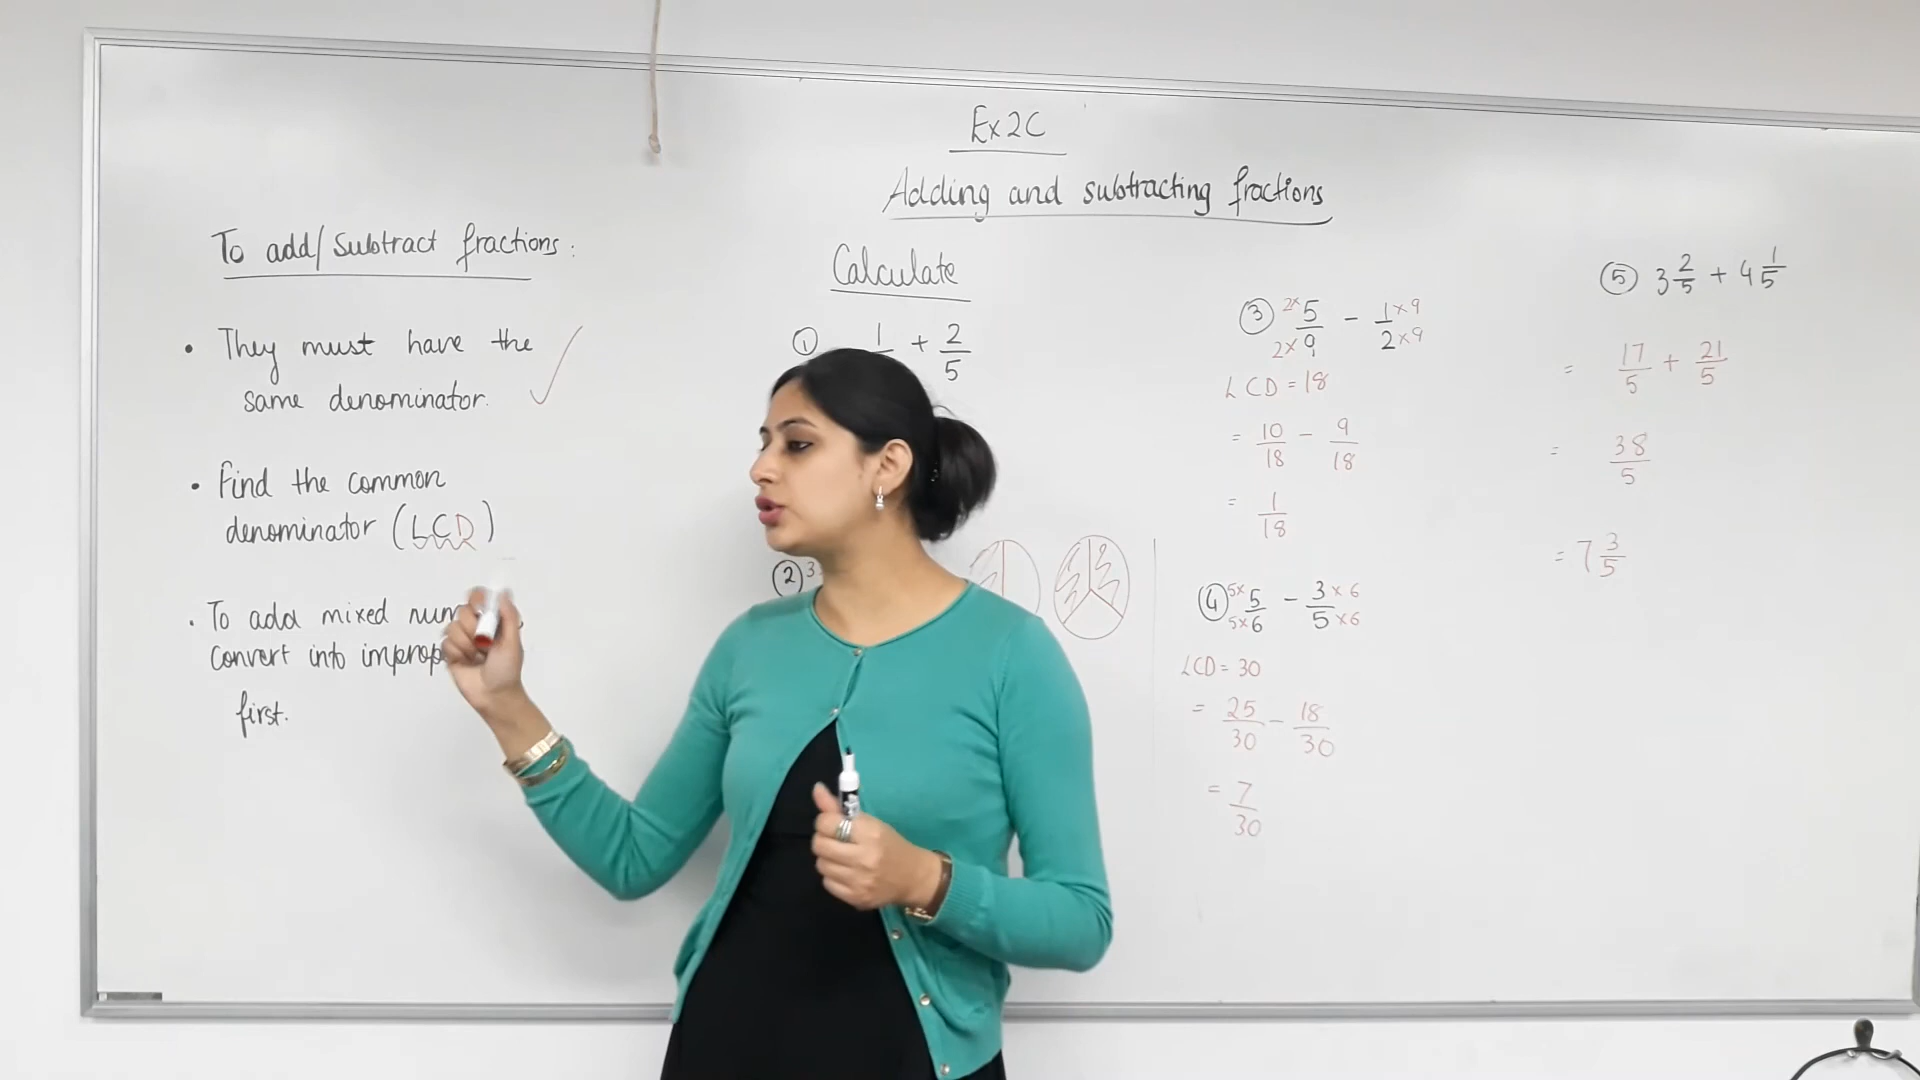 Ex2C
Adding and subtracting fractions
To add/Subtract fractions:
• They must have the
same denominator.
• Find the common
denominator (LCD)
• To add mixed
convert into
first.
Calculate
① 1 + 2/5
② 3
③ 2× 5/9 2× − 1/2 ×9 ×9
LCD = 18
= 10/18 − 9/18
= 1/18
④ 5× 5/6 5× − 3/5 ×6 ×6
LCD = 30
= 25/30 − 18/30
= 7/30
⑤ 3 2/5 + 4 1/5
= 17/5 + 21/5
= 38/5
= 7 3/5